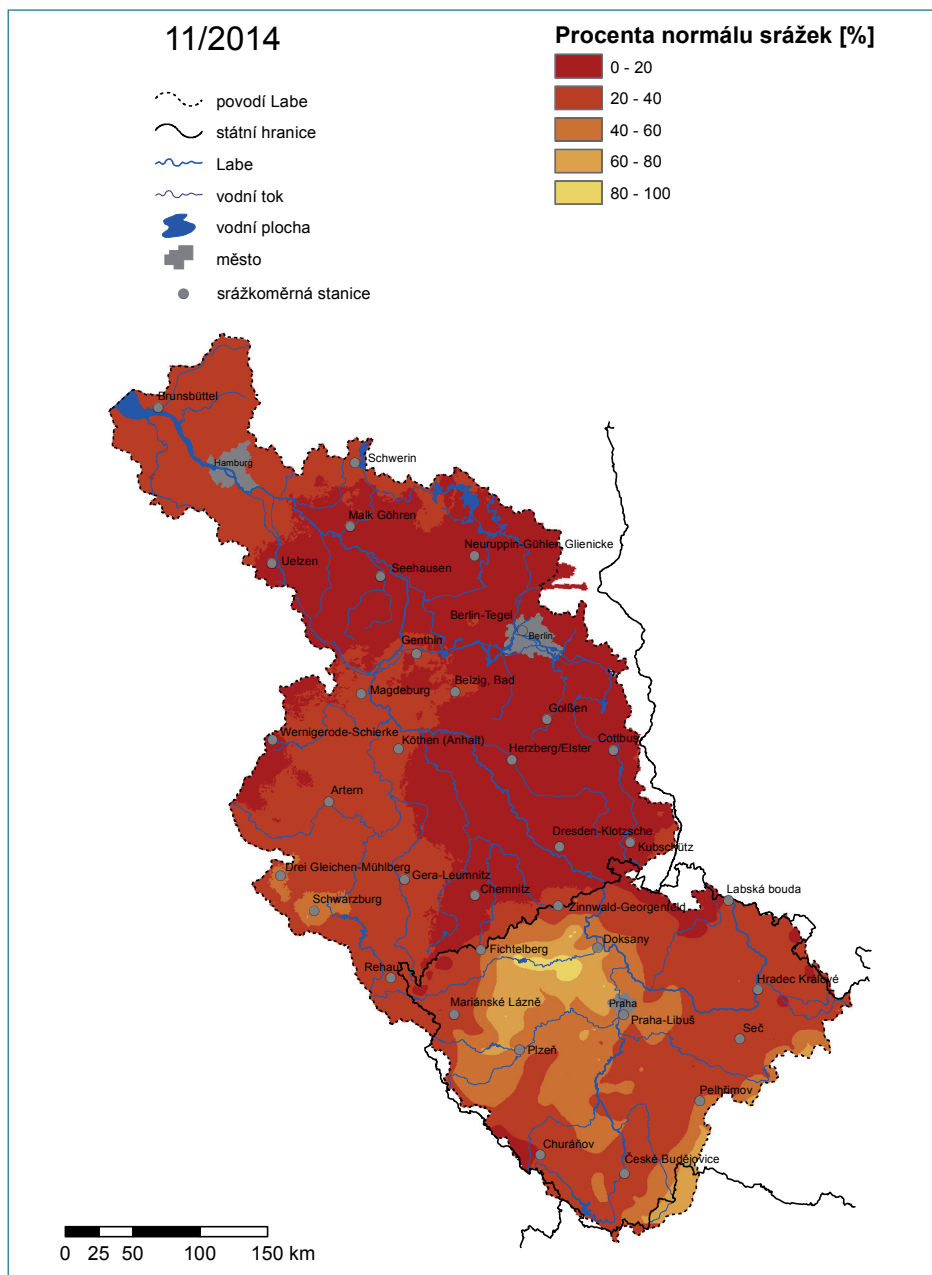 11/2014
povodí Labe
státní hranice
Labe
vodní tok
vodní plocha
město
srážkoměrná stanice
Procenta normálu srážek [%]
0 - 20
20 - 40
40 - 60
60 - 80
80 - 100
Brunsbüttel
Hamburg
Schwerin
Malk Göhren
Neuruppin-Gühlen Glienicke
Uelzen
Seehausen
Berlin-Tegel
Berlin
Genthin
Belzig, Bad
Magdeburg
Golßen
Wernigerode-Schierke
Köthen (Anhalt)
Cottbus
Herzberg/Elster
Artern
Dresden-Klotzsche
Kubschütz
Drei Gleichen-Mühlberg
Gera-Leumnitz
Chemnitz
Labská bouda
Schwarzburg
Zinnwald-Georgenfeld
Doksany
Fichtelberg
Rehau
Hradec Králové
Mariánské Lázně
Praha
Praha-Libuš
Seč
Plzeň
Pelhřimov
Churáňov
České Budějovice
0 25 50 100 150 km